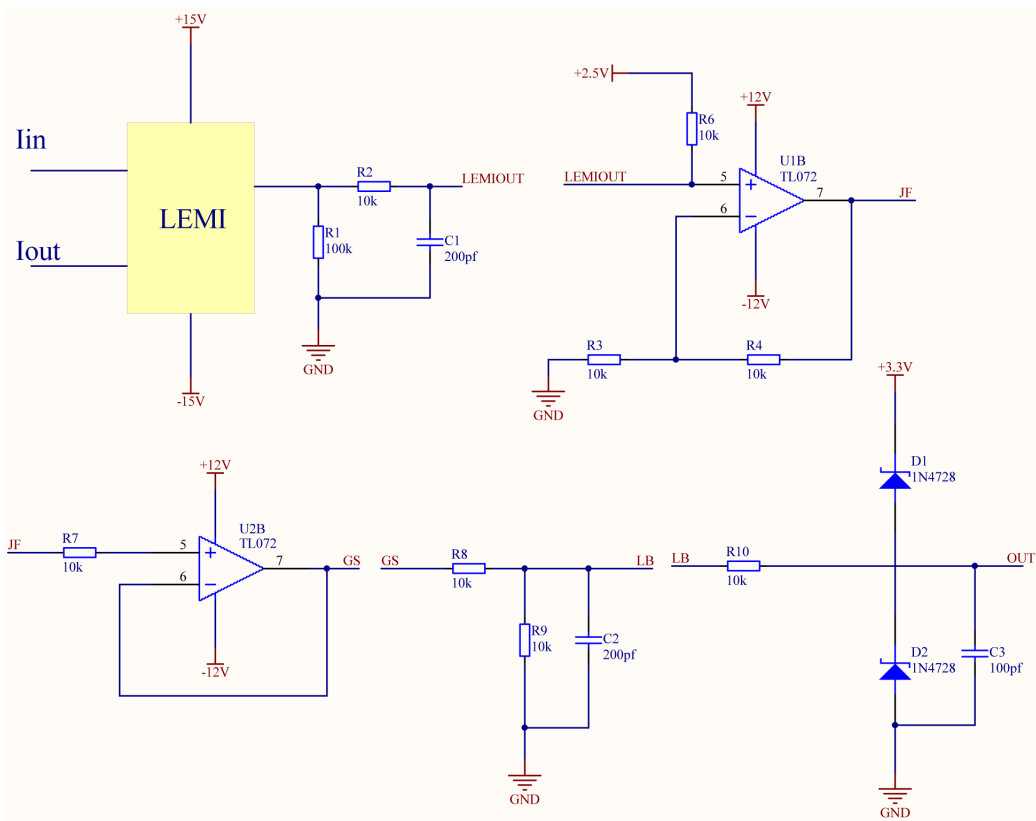 +15V
Iin
Iout
LEMI
-15V
R2
10k
LEMIOUT
R1
100k
C1
200pf
GND
+2.5V
R6
10k
+12V
U1B
TL072
LEMIOUT
5
6
7
JF
-12V
R3
10k
R4
10k
GND
JF
R7
10k
+12V
U2B
TL072
5
6
7
GS
-12V
GS
R8
10k
LB
R9
10k
C2
200pf
GND
LB
R10
10k
+3.3V
D1
1N4728
OUT
D2
1N4728
C3
100pf
GND